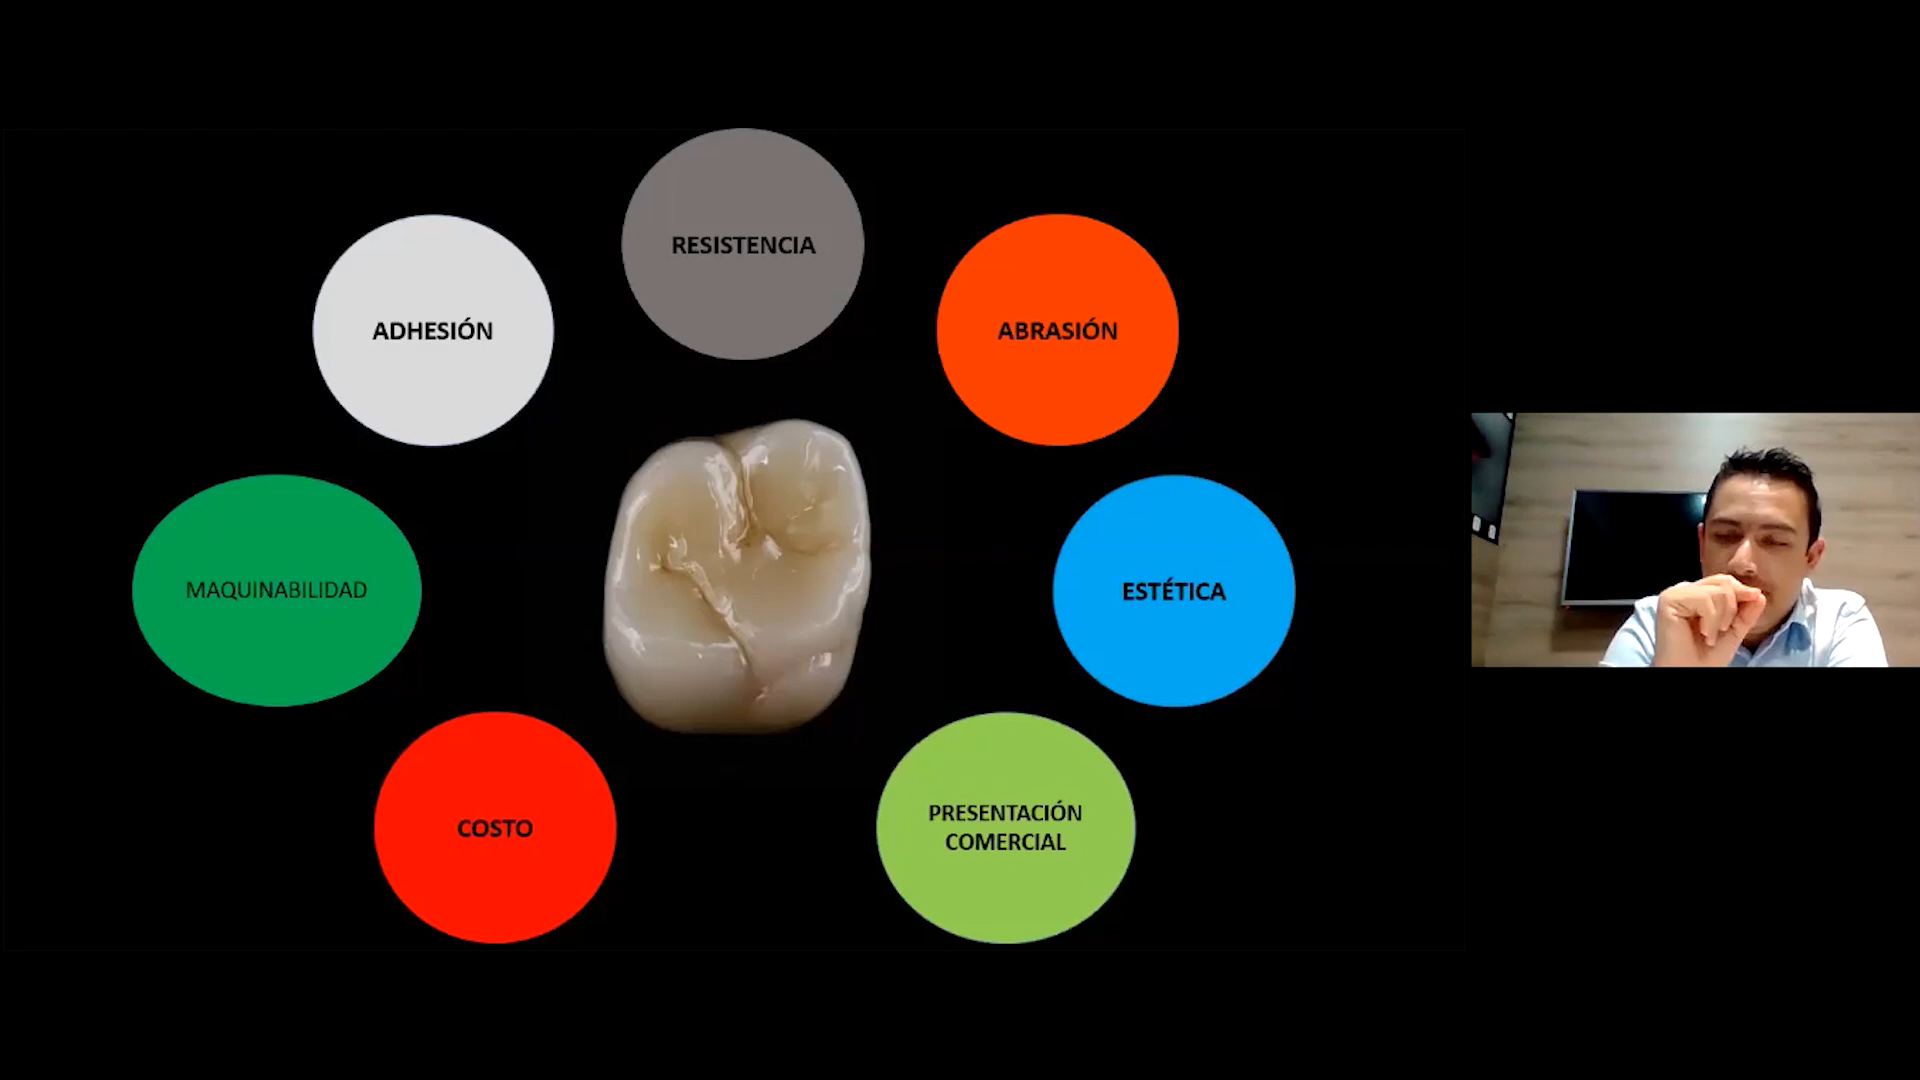 RESISTENCIA
ADHESIÓN
ABRASIÓN
MAQUINABILIDAD
ESTÉTICA
COSTO
PRESENTACIÓN
COMERCIAL